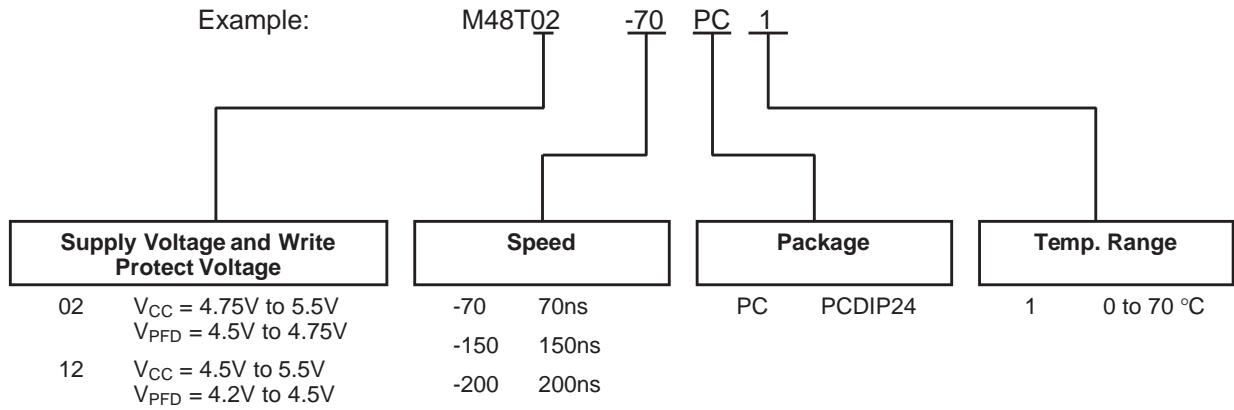 Example: M48T02 -70 PC 1
Supply Voltage and Write
Protect Voltage
Speed
Package
Temp. Range
02 VCC = 4.75V to 5.5V
VPFD = 4.5V to 4.75V
12 VCC = 4.5V to 5.5V
VPFD = 4.2V to 4.5V
-70 70ns
-150 150ns
-200 200ns
PC PCDIP24
1 0 to 70 °C